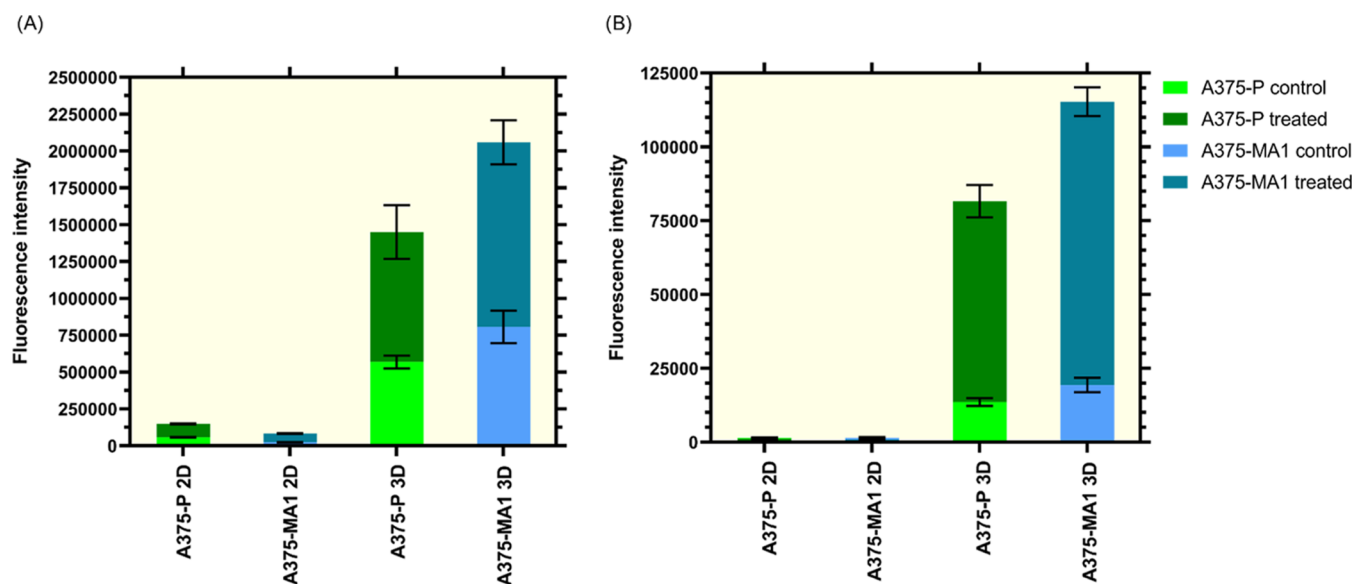 (A)
Fluorescence intensity
2500000
2250000
2000000
1750000
1500000
1250000
1000000
750000
500000
250000
0
A375-P 2D
A375-MA1 2D
A375-P 3D
A375-MA1 3D
(B)
Fluorescence intensity
125000
100000
75000
50000
25000
0
A375-P 2D
A375-MA1 2D
A375-P 3D
A375-MA1 3D
A375-P control
A375-P treated
A375-MA1 control
A375-MA1 treated